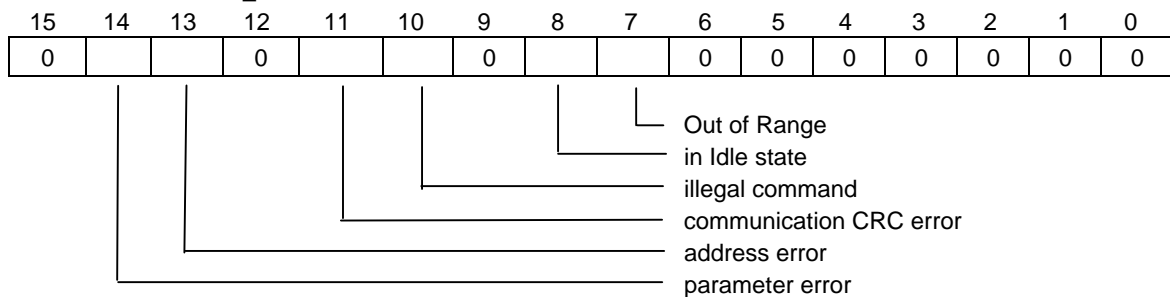 15 14 13 12 11 10 9 8 7 6 5 4 3 2 1 0
0 0 0 0 0 0 0 0 0 0
Out of Range
in Idle state
illegal command
communication CRC error
address error
parameter error